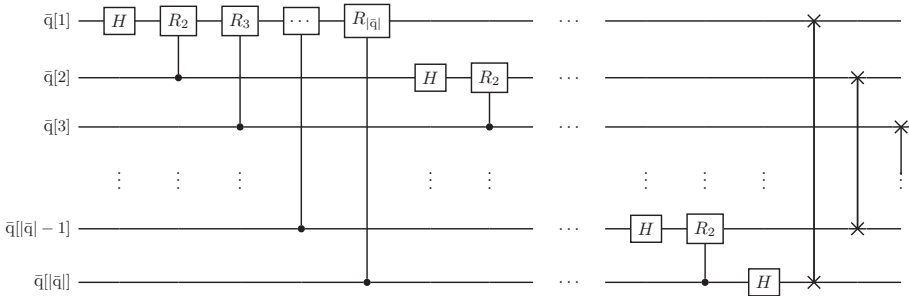 q̄[1] H R₂ R₃ ⋯ R|q̄| ⋯
q̄[2] H R₂ ⋯
q̄[3] ⋯
⋮ ⋮ ⋮ ⋮ ⋮ ⋮ ⋮ ⋮ ⋮ ⋮
q̄[|q̄| − 1] ⋯ H R₂
q̄[|q̄|] ⋯ H